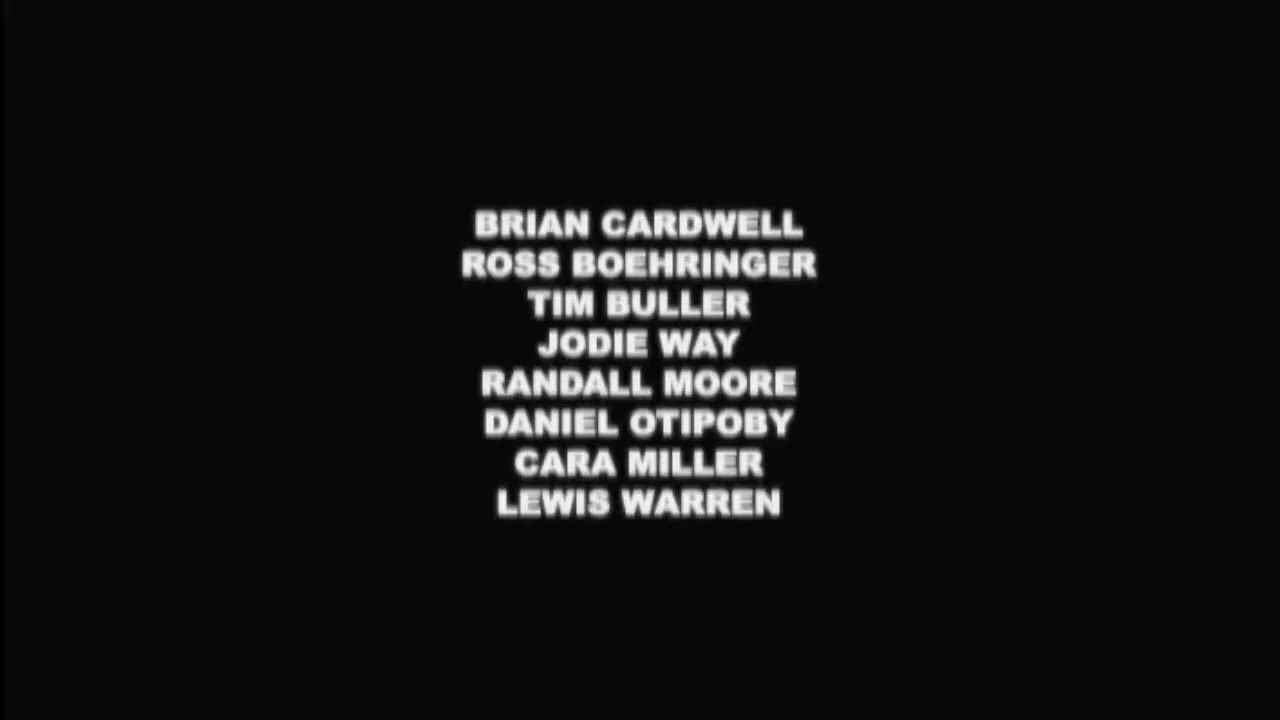 BRIAN CARDWELL
ROSS BOEHRINGER
TIM BULLER
JODIE WAY
RANDALL MOORE
DANIEL OTIPOBY
CARA MILLER
LEWIS WARREN